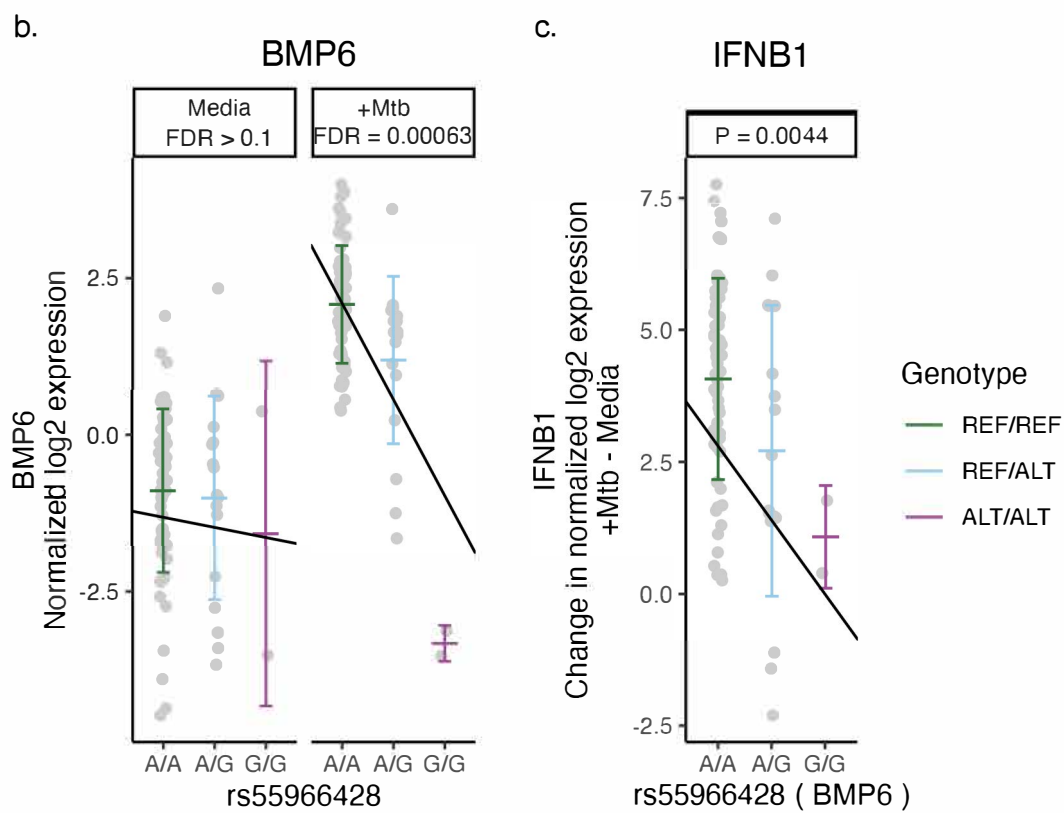 b.
BMP6
Media
FDR > 0.1
+Mtb
FDR = 0.00063
BMP6
Normalized log2 expression
2.5
0.0
-2.5
A/A A/G G/G
A/A A/G G/G
rs55966428
c.
IFNB1
P = 0.0044
IFNB1
Change in normalized log2 expression
+Mtb - Media
7.5
5.0
2.5
0.0
-2.5
A/A A/G G/G
rs55966428 ( BMP6 )
Genotype
REF/REF
REF/ALT
ALT/ALT